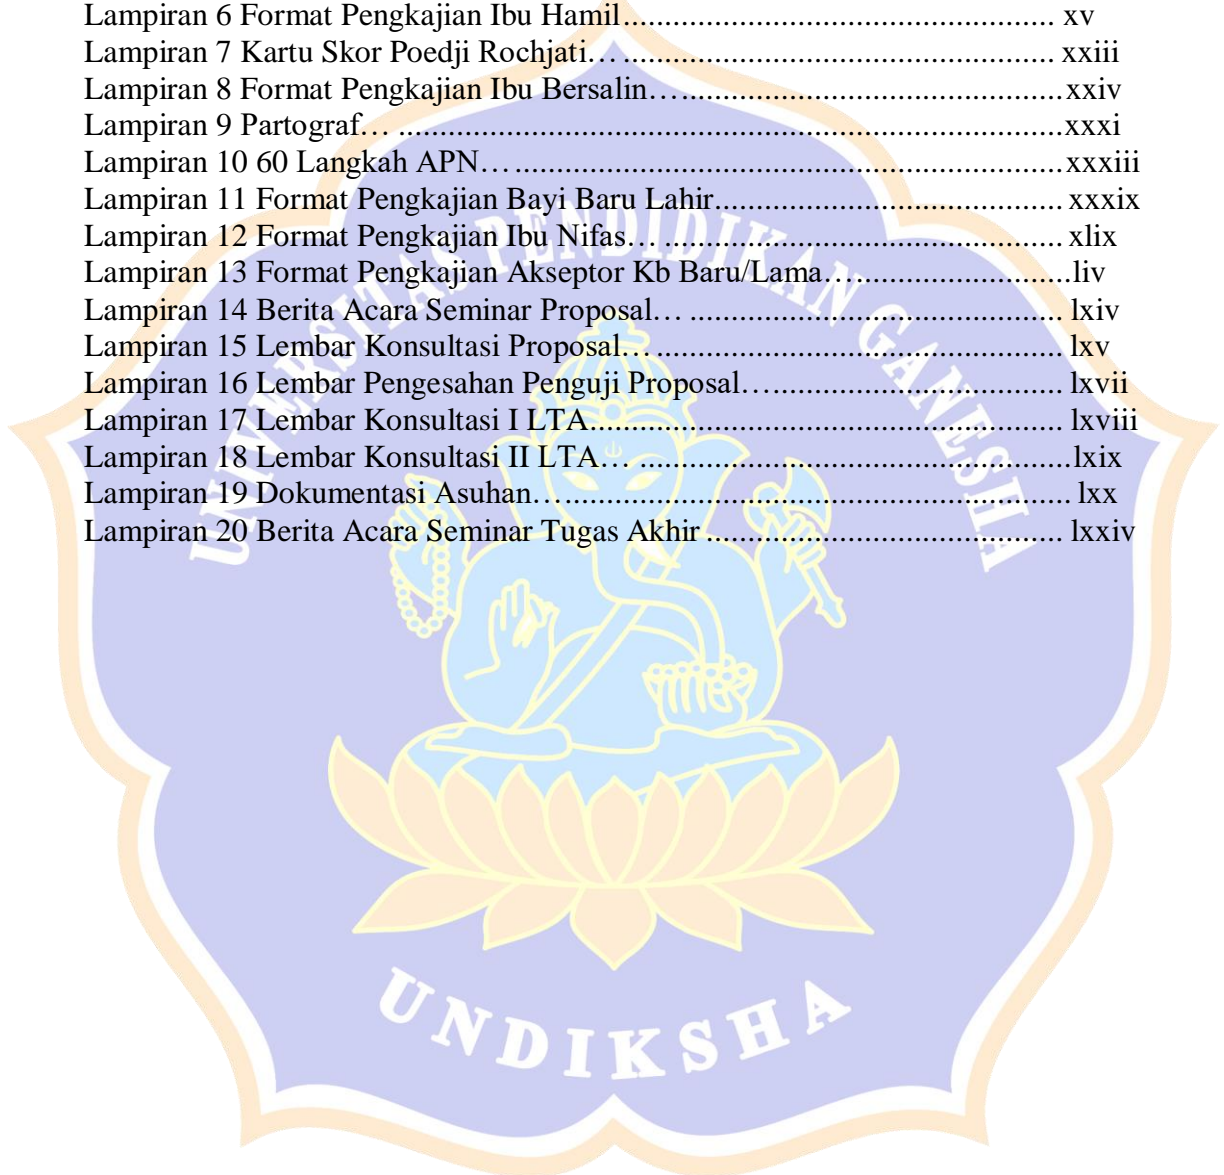 Lampiran 6 Format Pengkajian Ibu Hamil........................................................ xv
Lampiran 7 Kartu Skor Poedji Rochjati… ........................................................ xxiii
Lampiran 8 Format Pengkajian Ibu Bersalin…..................................................xxiv
Lampiran 9 Partograf… ......................................................................................xxxi
Lampiran 10 60 Langkah APN… .......................................................................xxxiii
Lampiran 11 Format Pengkajian Bayi Baru Lahir............................................. xxxix
Lampiran 12 Format Pengkajian Ibu Nifas… .................................................... xlix
Lampiran 13 Format Pengkajian Akseptor Kb Baru/Lama…............................liv
Lampiran 14 Berita Acara Seminar Proposal… ................................................ lxiv
Lampiran 15 Lembar Konsultasi Proposal… ..................................................... lxv
Lampiran 16 Lembar Pengesahan Penguji Proposal…...................................... lxvii
Lampiran 17 Lembar Konsultasi I LTA............................................................. lxviii
Lampiran 18 Lembar Konsultasi II LTA… ........................................................lxix
Lampiran 19 Dokumentasi Asuhan…................................................................. lxx
Lampiran 20 Berita Acara Seminar Tugas Akhir .............................................. lxxiv
UNIVERSITAS PENDIDIKAN GANESHA
UNDIKSHA